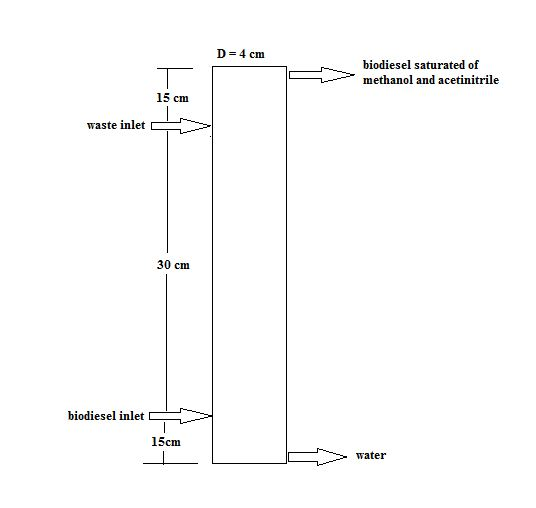 D = 4 cm
biodiesel saturated of
methanol and acetinitrile
15 cm
waste inlet
30 cm
biodiesel inlet
15cm
water